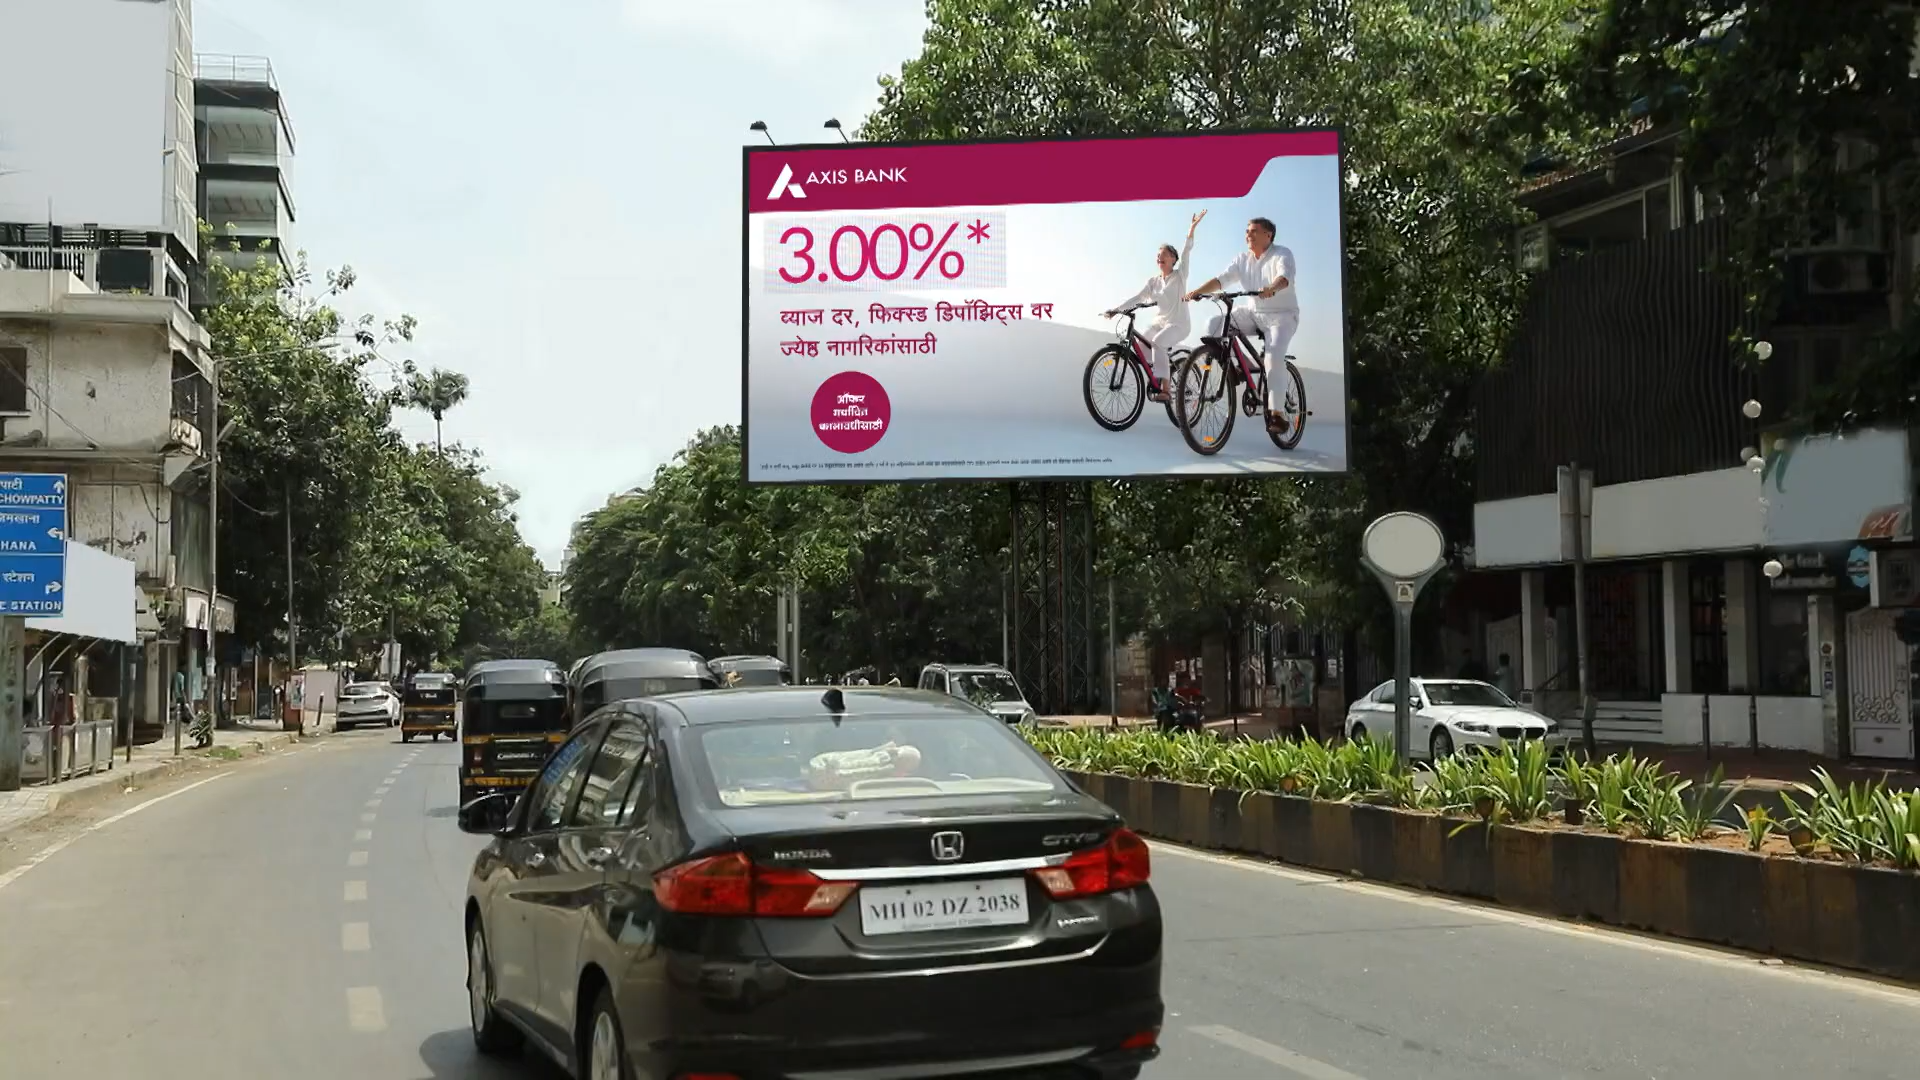 AXIS BANK
3.00%*
व्याज दर, फिक्स्ड डिपॉझिट्स वर
ज्येष्ठ नागरिकांसाठी
ऑफर
मर्यादित
कालावधीसाठी
पाटी
CHOWPATTY
जिमखाना
HANA
स्टेशन
E STATION
HONDA
CITY
MH 02 DZ 2038